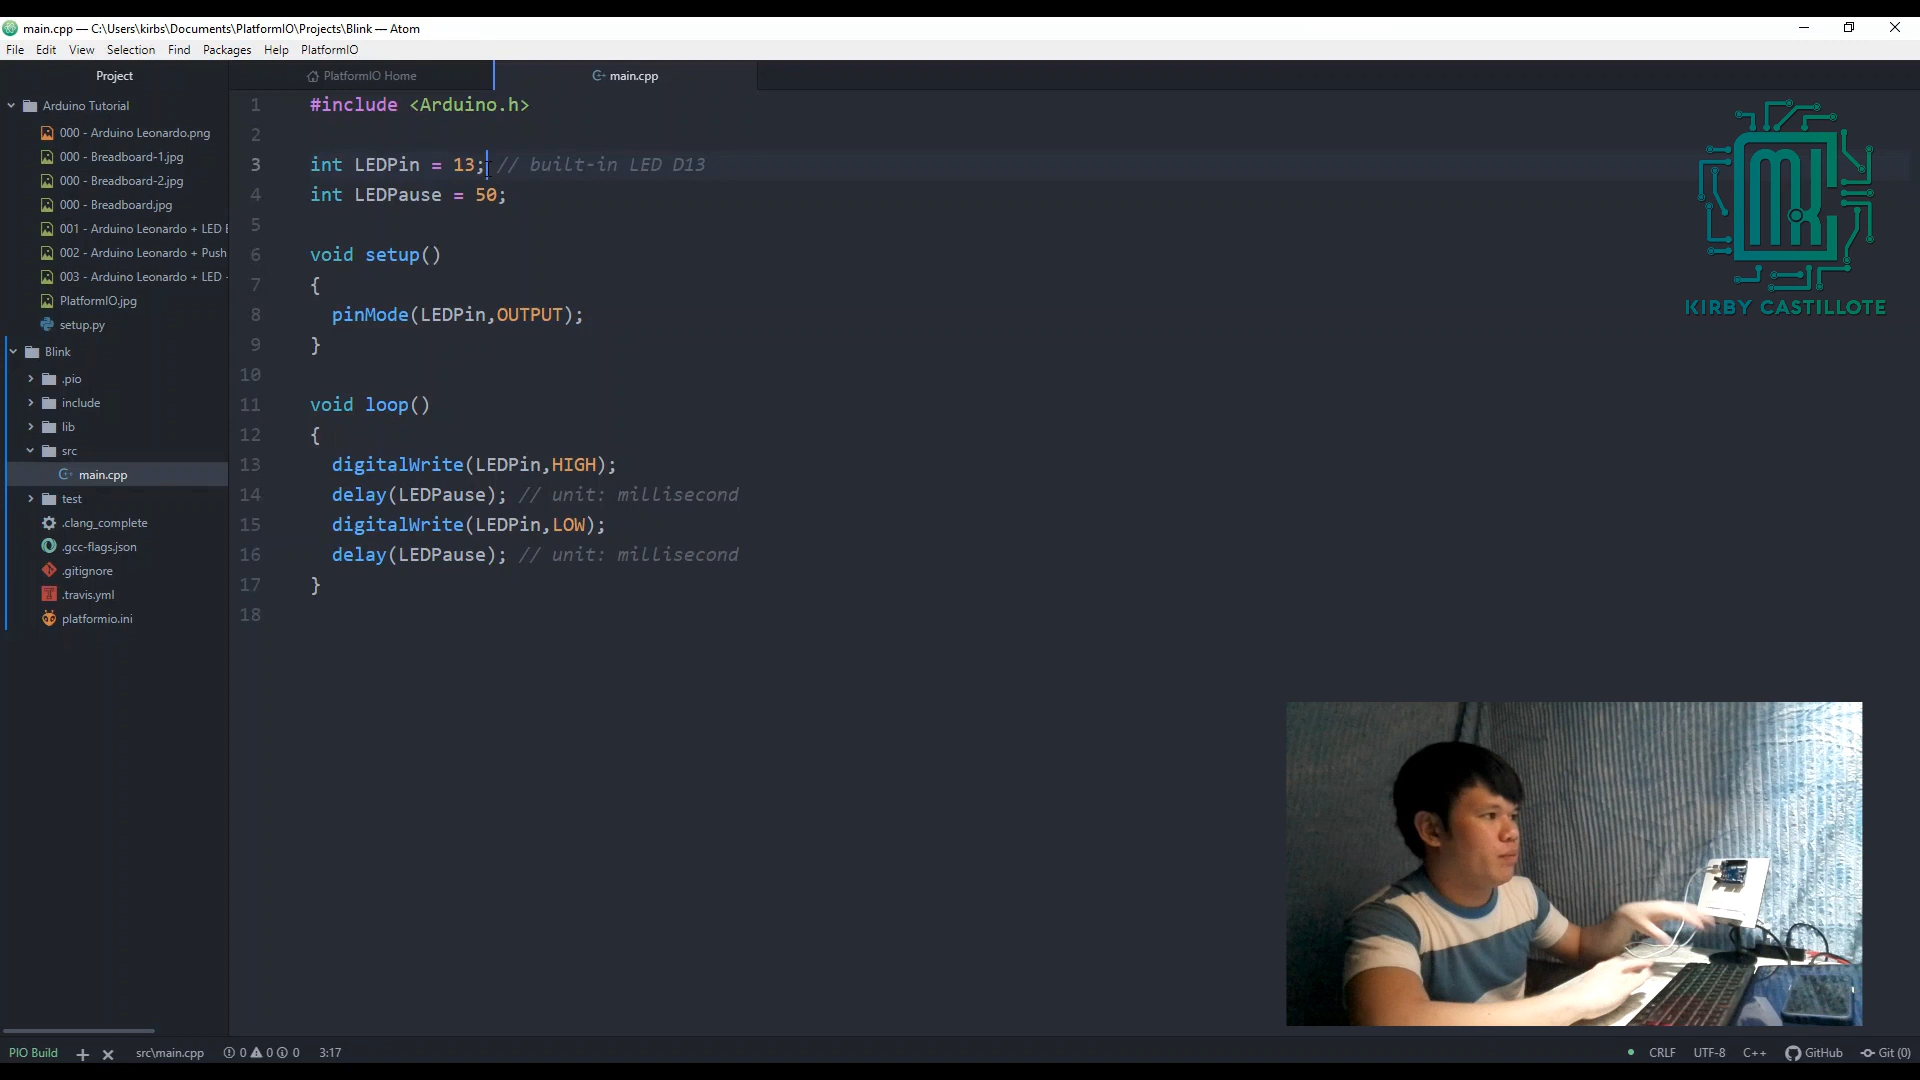 main.cpp — C:\Users\kirbs\Documents\PlatformIO\Projects\Blink — Atom
File Edit View Selection Find Packages Help PlatformIO
Project
PlatformIO Home
main.cpp
Arduino Tutorial
000 - Arduino Leonardo.png
000 - Breadboard-1.jpg
000 - Breadboard-2.jpg
000 - Breadboard.jpg
001 - Arduino Leonardo + LED
002 - Arduino Leonardo + Push
003 - Arduino Leonardo + LED -
PlatformIO.jpg
setup.py
Blink
.pio
include
lib
src
main.cpp
test
.clang_complete
.gcc-flags.json
.gitignore
.travis.yml
platformio.ini
1 #include <Arduino.h>
2
3 int LEDPin = 13; // built-in LED D13
4 int LEDPause = 50;
5
6 void setup()
7 {
8 pinMode(LEDPin,OUTPUT);
9 }
10
11 void loop()
12 {
13 digitalWrite(LEDPin,HIGH);
14 delay(LEDPause); // unit: millisecond
15 digitalWrite(LEDPin,LOW);
16 delay(LEDPause); // unit: millisecond
17 }
18
KIRBY CASTILLOTE
PIO Build + × src\main.cpp 0 0 0 3:17
CRLF UTF-8 C++ GitHub Git (0)